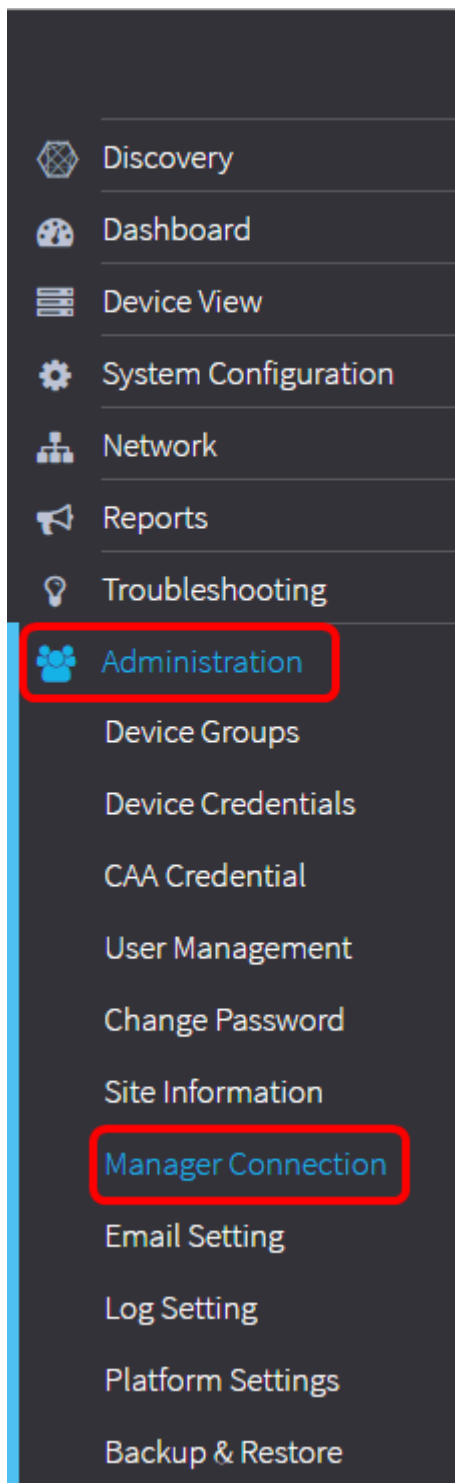 Discovery
Dashboard
Device View
System Configuration
Network
Reports
Troubleshooting
Administration
Device Groups
Device Credentials
CAA Credential
User Management
Change Password
Site Information
Manager Connection
Email Setting
Log Setting
Platform Settings
Backup & Restore